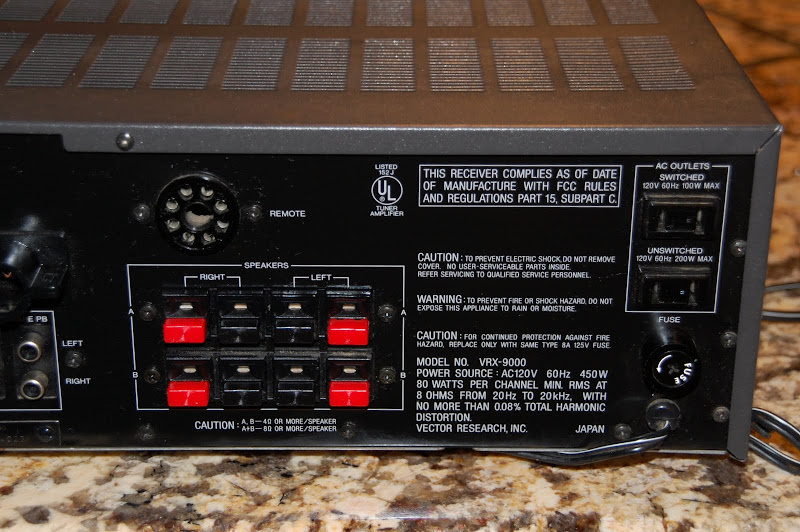 LISTED
152 J
UL
TUNER
AMPLIFIER
THIS RECEIVER COMPLIES AS OF DATE
OF MANUFACTURE WITH FCC RULES
AND REGULATIONS PART 15, SUBPART C.
AC OUTLETS
SWITCHED
120V 60Hz 100W MAX
UNSWITCHED
120V 60Hz 200W MAX
REMOTE
SPEAKERS
RIGHT
LEFT
A
A
B
B
CAUTION : A, B—4Ω OR MORE/SPEAKER
A+B—8Ω OR MORE/SPEAKER
CAUTION : TO PREVENT ELECTRIC SHOCK, DO NOT REMOVE
COVER. NO USER-SERVICEABLE PARTS INSIDE.
REFER SERVICING TO QUALIFIED SERVICE PERSONNEL.
WARNING : TO PREVENT FIRE OR SHOCK HAZARD, DO NOT
EXPOSE THIS APPLIANCE TO RAIN OR MOISTURE.
CAUTION : FOR CONTINUED PROTECTION AGAINST FIRE
HAZARD, REPLACE ONLY WITH SAME TYPE 8A 125V FUSE.
MODEL NO. VRX-9000
POWER SOURCE : AC120V 60Hz 450W
80 WATTS PER CHANNEL MIN. RMS AT
8 OHMS FROM 20Hz TO 20kHz, WITH
NO MORE THAN 0.08% TOTAL HARMONIC
DISTORTION.
VECTOR RESEARCH, INC. JAPAN
FUSE
FUSE
PB
LEFT
RIGHT